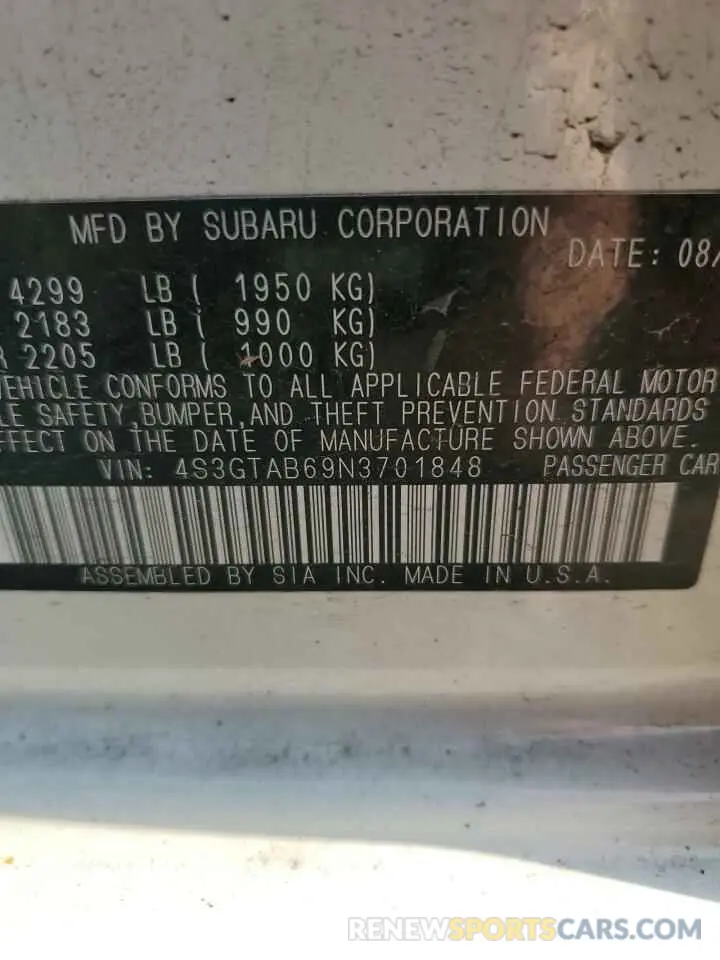 MFD BY SUBARU CORPORATION
DATE: 08/
4299 LB ( 1950 KG)
2183 LB ( 990 KG)
R 2205 LB ( 1000 KG)
VEHICLE CONFORMS TO ALL APPLICABLE FEDERAL MOTOR
LE SAFETY,BUMPER,AND THEFT PREVENTION STANDARDS
EFFECT ON THE DATE OF MANUFACTURE SHOWN ABOVE.
VIN: 4S3GTAB69N3701848 PASSENGER CAR
ASSEMBLED BY SIA INC. MADE IN U.S.A.
RENEWSPORTSCARS.COM